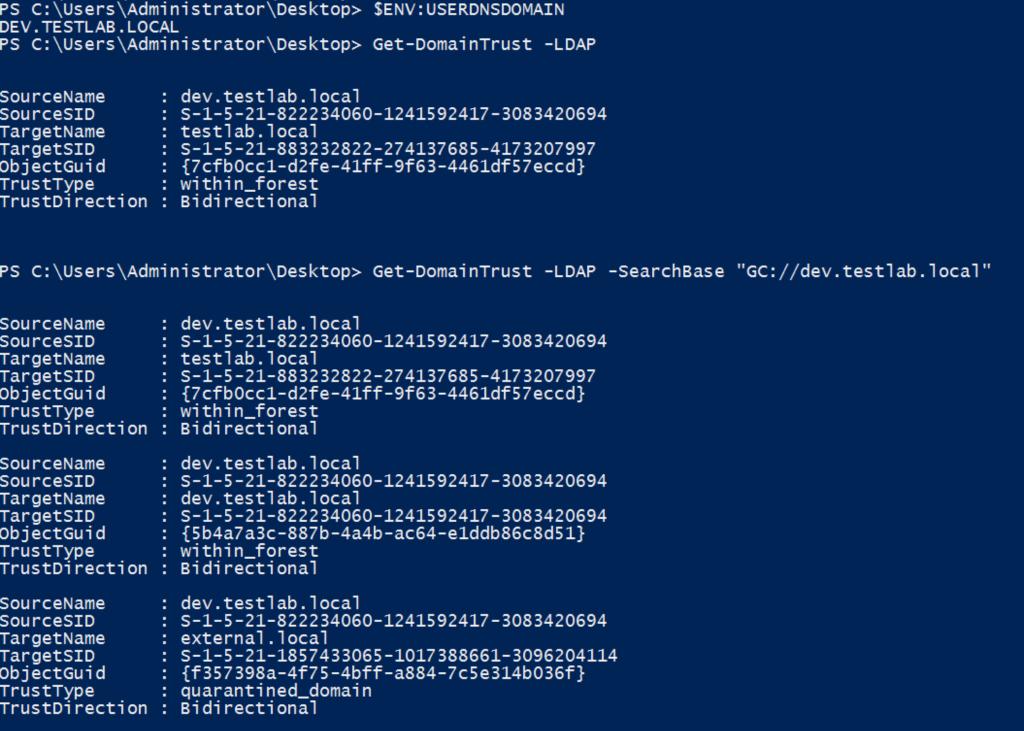 PS C:\Users\Administrator\Desktop> $ENV:USERDNSDOMAIN
DEV.TESTLAB.LOCAL
PS C:\Users\Administrator\Desktop> Get-DomainTrust -LDAP
SourceName      : dev.testlab.local
SourceSID       : S-1-5-21-822234060-1241592417-3083420694
TargetName      : testlab.local
TargetSID       : S-1-5-21-883232822-274137685-4173207997
ObjectGuid      : {7cfb0cc1-d2fe-41ff-9f63-4461df57eccd}
TrustType       : within_forest
TrustDirection  : Bidirectional
PS C:\Users\Administrator\Desktop> Get-DomainTrust -LDAP -SearchBase "GC://dev.testlab.local"
SourceName      : dev.testlab.local
SourceSID       : S-1-5-21-822234060-1241592417-3083420694
TargetName      : testlab.local
TargetSID       : S-1-5-21-883232822-274137685-4173207997
ObjectGuid      : {7cfb0cc1-d2fe-41ff-9f63-4461df57eccd}
TrustType       : within_forest
TrustDirection  : Bidirectional
SourceName      : dev.testlab.local
SourceSID       : S-1-5-21-822234060-1241592417-3083420694
TargetName      : dev.testlab.local
TargetSID       : S-1-5-21-822234060-1241592417-3083420694
ObjectGuid      : {5b4a7a3c-887b-4a4b-ac64-e1ddb86c8d51}
TrustType       : within_forest
TrustDirection  : Bidirectional
SourceName      : dev.testlab.local
SourceSID       : S-1-5-21-822234060-1241592417-3083420694
TargetName      : external.local
TargetSID       : S-1-5-21-1857433065-1017388661-3096204114
ObjectGuid      : {f357398a-4f75-4bff-a884-7c5e314b036f}
TrustType       : quarantined_domain
TrustDirection  : Bidirectional